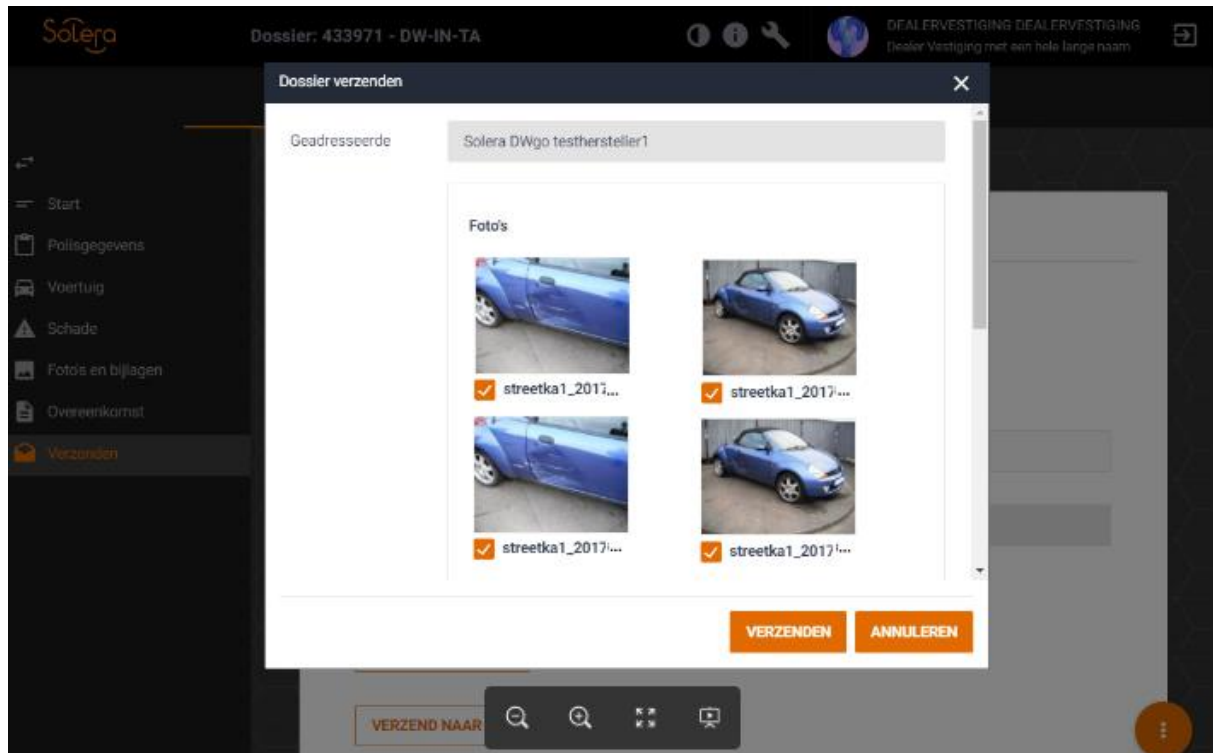 Solera
Dossier: 433971 - DW-IN-TA
DEALERVESTIGING DEALERVESTIGING
Dealer Vestiging met een hele lange naam
Dossier verzenden
Geadresseerde
Solera DWgo testhersteller1
Start
Polisgegevens
Voertuig
Schade
Foto's en bijlagen
Overeenkomst
Verzenden
Foto's
streetka1_2017...
streetka1_2017...
streetka1_2017...
streetka1_2017...
VERZENDEN
ANNULEREN
VERZEND NAAR